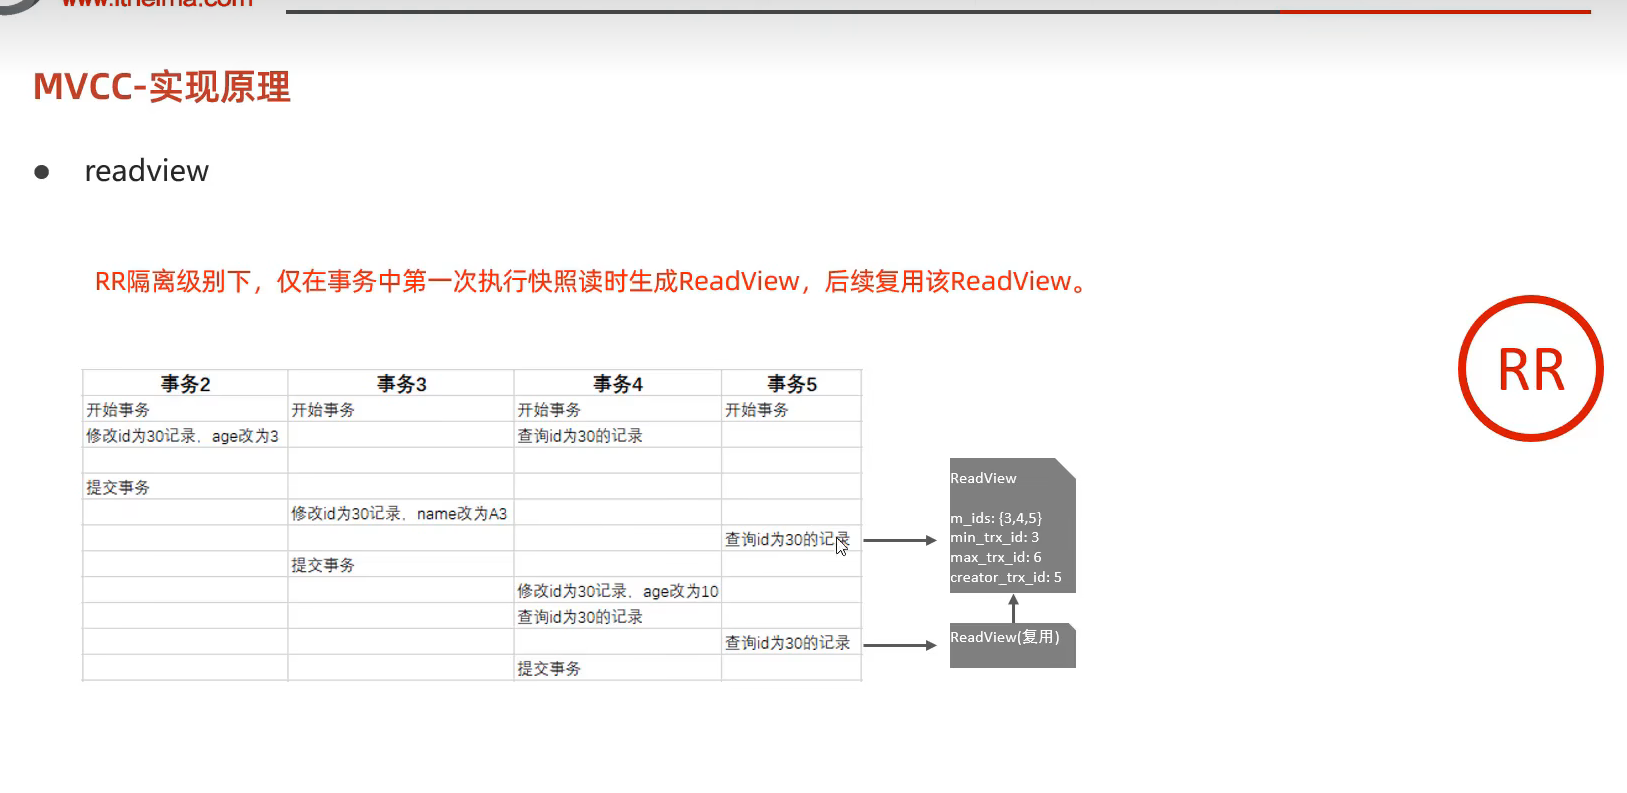 www.itheima.com
MVCC-实现原理
● readview
RR隔离级别下，仅在事务中第一次执行快照读时生成ReadView，后续复用该ReadView。
RR
事务2 事务3 事务4 事务5
开始事务 开始事务 开始事务 开始事务
修改id为30记录，age改为3 查询id为30的记录
提交事务
修改id为30记录，name改为A3
查询id为30的记录
提交事务
修改id为30记录，age改为10
查询id为30的记录
查询id为30的记录
提交事务
ReadView
m_ids: {3,4,5}
min_trx_id: 3
max_trx_id: 6
creator_trx_id: 5
ReadView(复用)